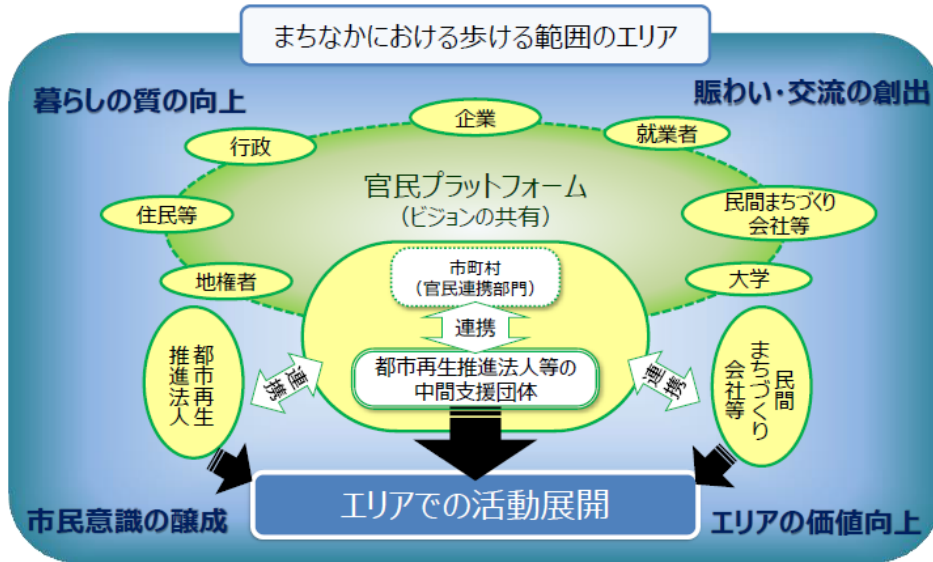 まちなかにおける歩ける範囲のエリア
暮らしの質の向上
賑わい・交流の創出
企業
行政
就業者
官民プラットフォーム
（ビジョンの共有）
住民等
民間まちづくり
会社等
地権者
大学
市町村
（官民連携部門）
連携
都市再生推進法人等の
中間支援団体
都市再生
推進法人
連携
連携
民間
まちづくり
会社等
エリアでの活動展開
市民意識の醸成
エリアの価値向上